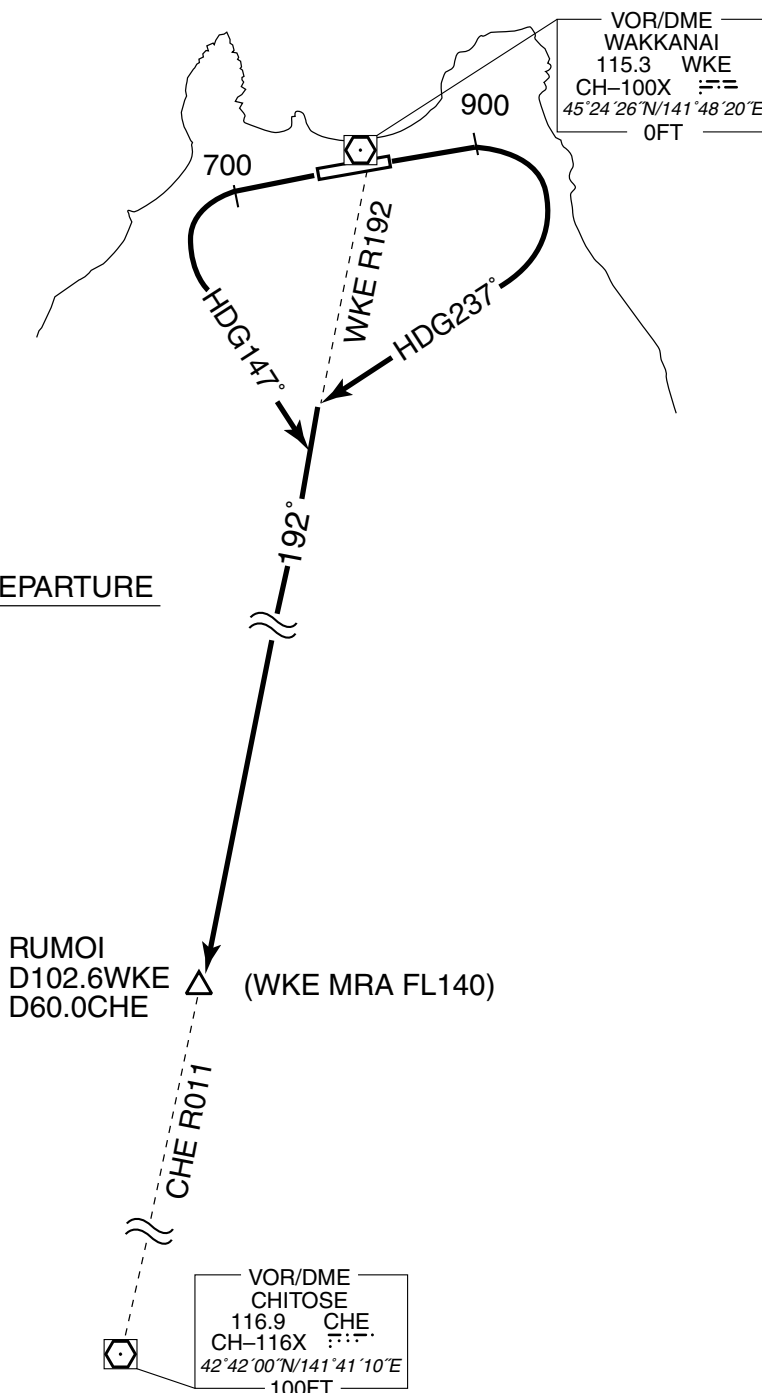 VOR/DME
WAKKANAI
115.3 WKE
CH–100X
45°24´26˝N/141°48´20˝E
0FT
900
700
WKE R192
HDG147°
HDG237°
192°
EPARTURE
RUMOI
D102.6WKE
D60.0CHE
(WKE MRA FL140)
CHE R011
VOR/DME
CHITOSE
116.9 CHE
CH–116X
42°42´00˝N/141°41´10˝E
100FT